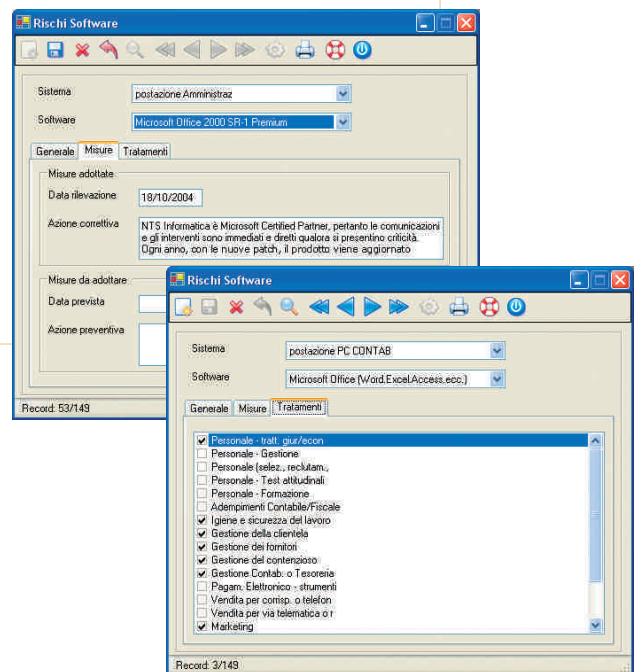 Rischi Software
Sistema
postazione Amministraz
Software
Microsoft Office 2000 SR-1 Premium
Generale Misure Tratamenti
Misure adottate
Data rilevazione
18/10/2004
Azione correttiva
NTS Informatica è Microsoft Certified Partner, pertanto le comunicazioni
e gli interventi sono immediati e diretti qualora si presentino criticità.
Ogni anno, con le nuove patch, il prodotto viene aggiornato
Misure da adottare
Data prevista
Azione preventiva
Record: 53/149
Rischi Software
Sistema
postazione PC CONTAB
Software
Microsoft Office (Word,Excel,Access,ecc.)
Generale Misure Tratamenti
Personale - tratt. giur/econ
Personale - Gestione
Personale (selez., reclutam.,
Personale - Test attitudinali
Personale - Formazione
Adempimenti Contabile/Fiscale
Igiene e sicurezza del lavoro
Gestione della clientela
Gestione dei fornitori
Gestione del contenzioso
Gestione Contab. o Tesoreria
Pagam. Elettronico - strumenti
Vendita per corrisp. o telefon
Vendita per via telematica o r
Marketing
Record: 3/149